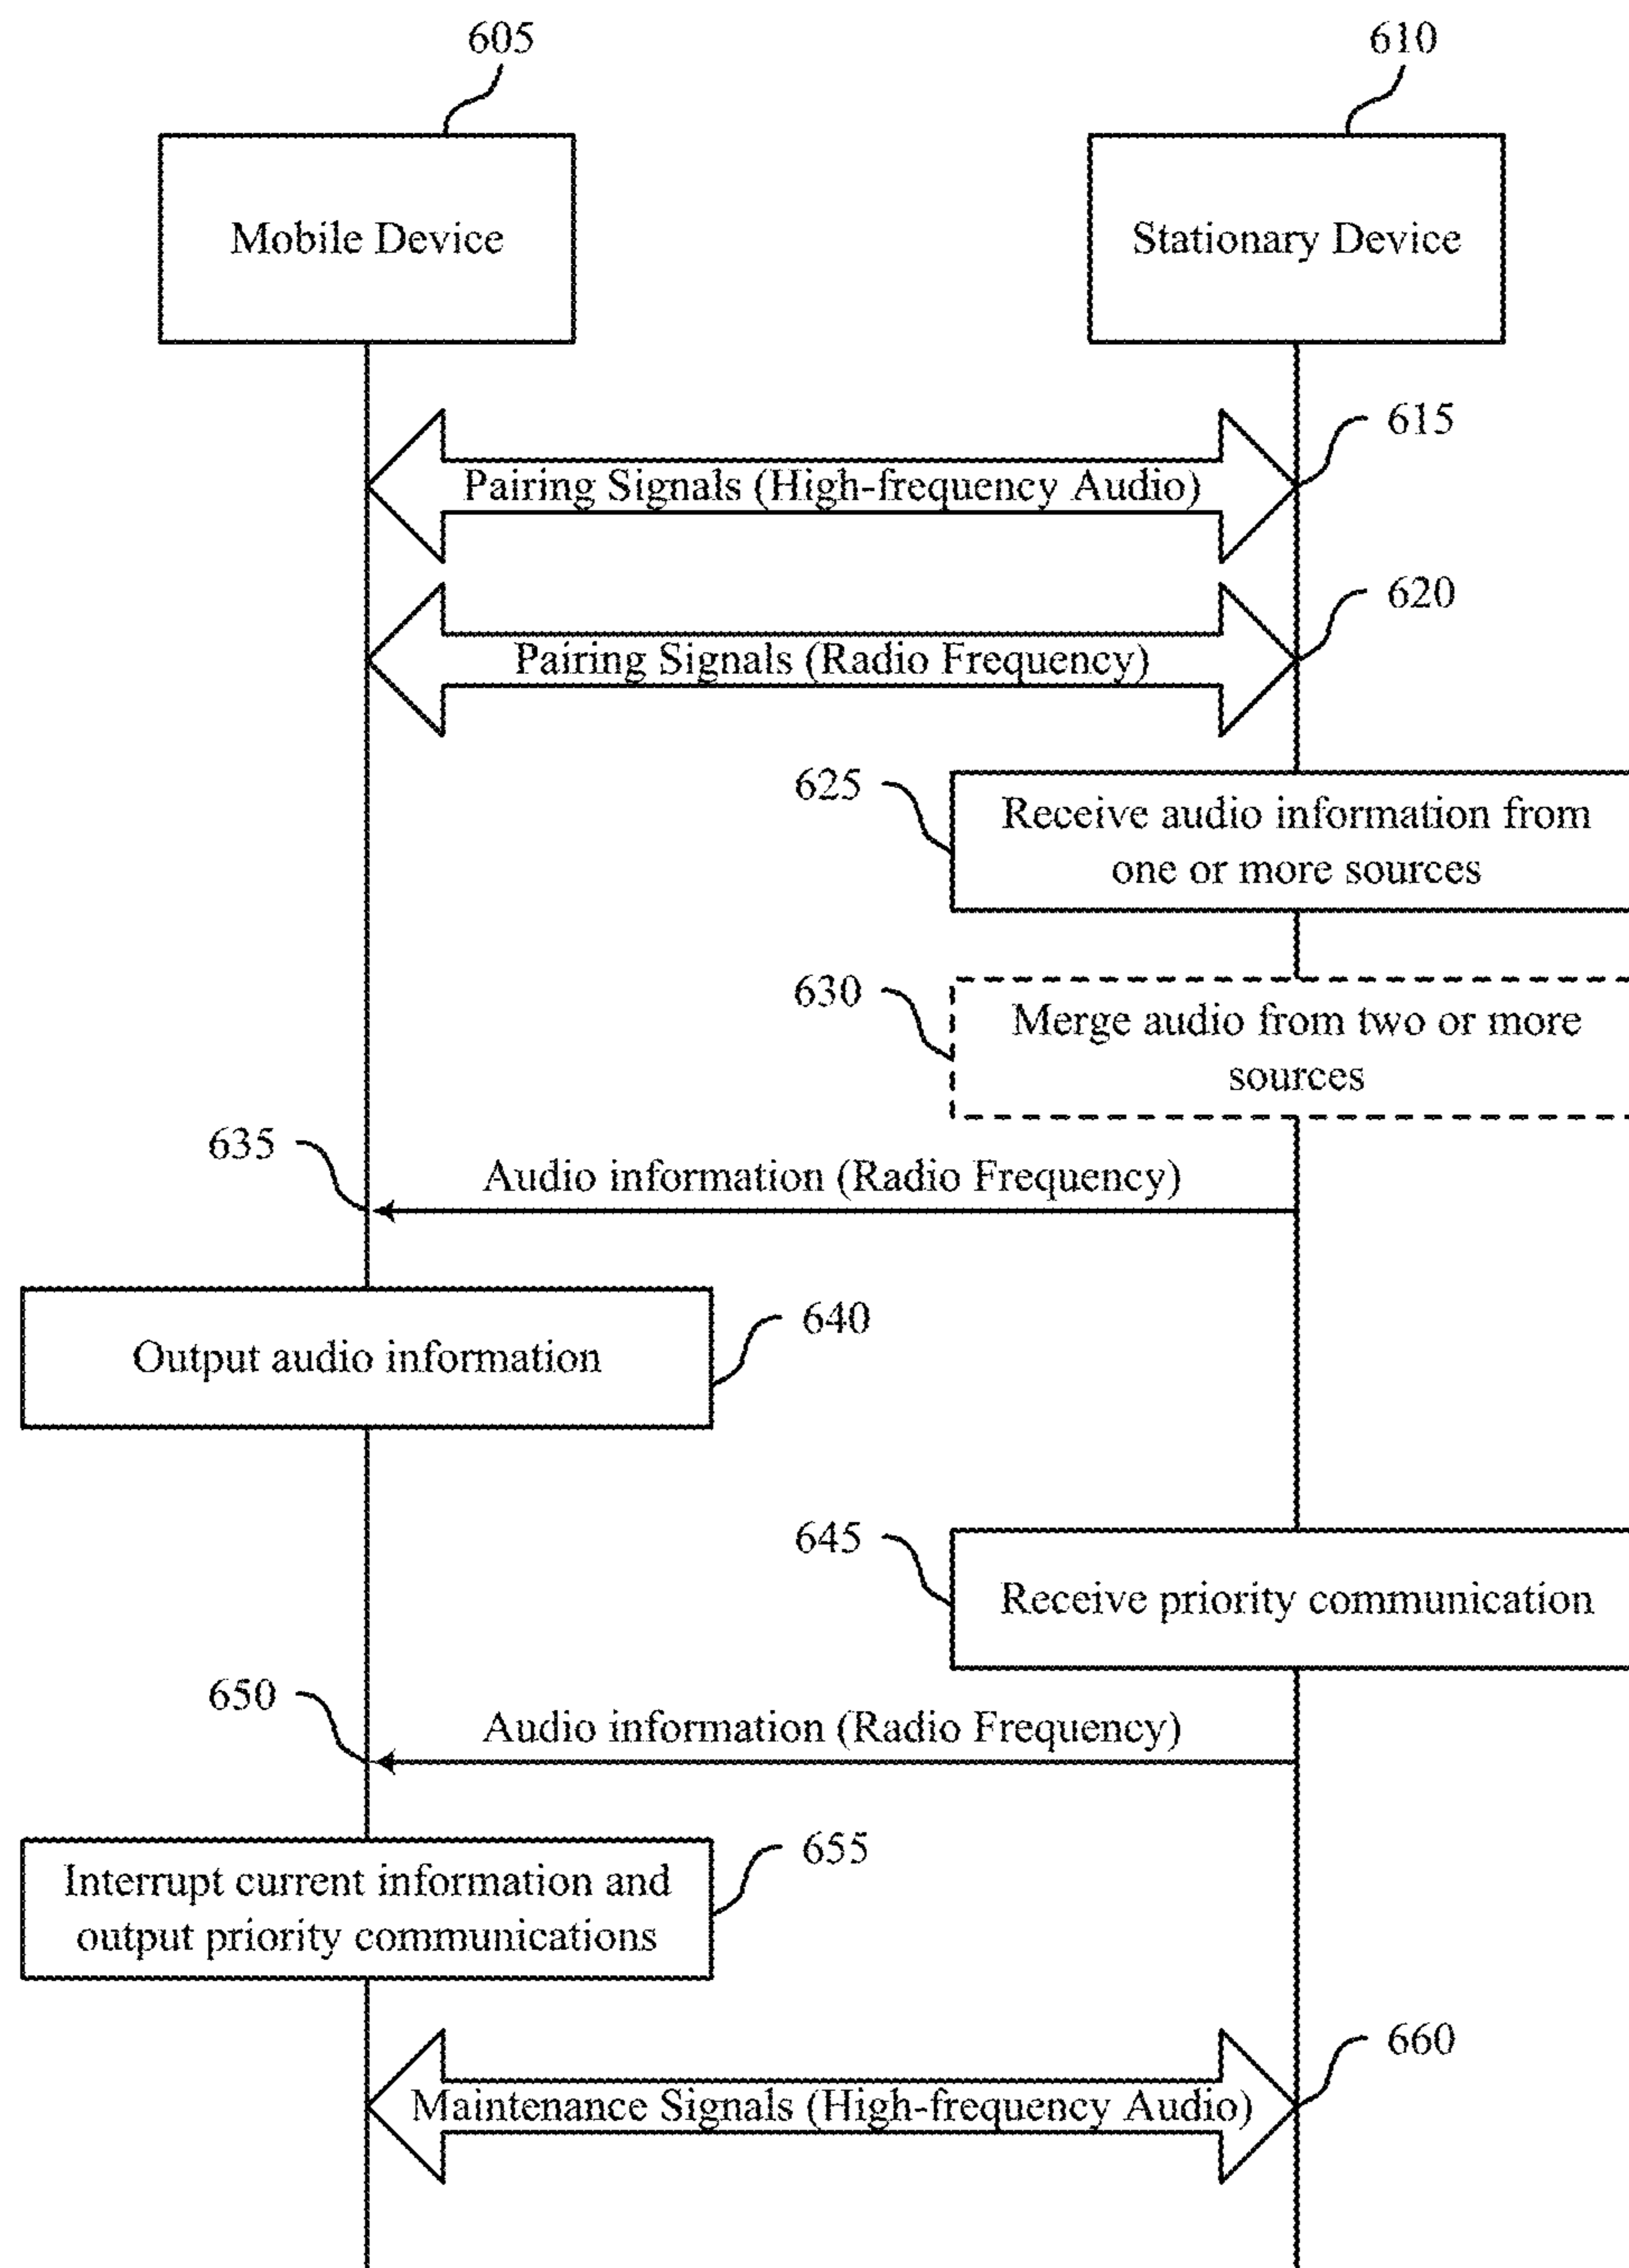 605
610
Mobile Device
Stationary Device
615
Pairing Signals (High-frequency Audio)
620
Pairing Signals (Radio Frequency)
625
Receive audio information from
one or more sources
630
Merge audio from two or more
sources
635
Audio information (Radio Frequency)
640
Output audio information
645
Receive priority communication
650
Audio information (Radio Frequency)
655
Interrupt current information and
output priority communications
660
Maintenance Signals (High-frequency Audio)